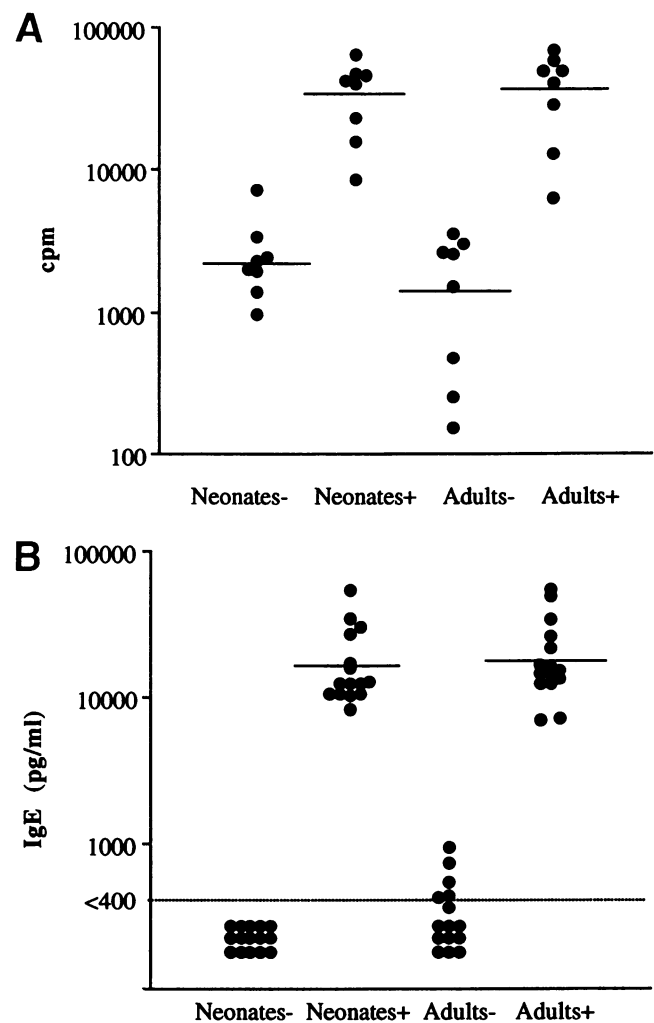 A
100000
10000
cpm
1000
100
Neonates- Neonates+ Adults- Adults+
B
100000
10000
IgE (pg/ml)
1000
<400
Neonates- Neonates+ Adults- Adults+